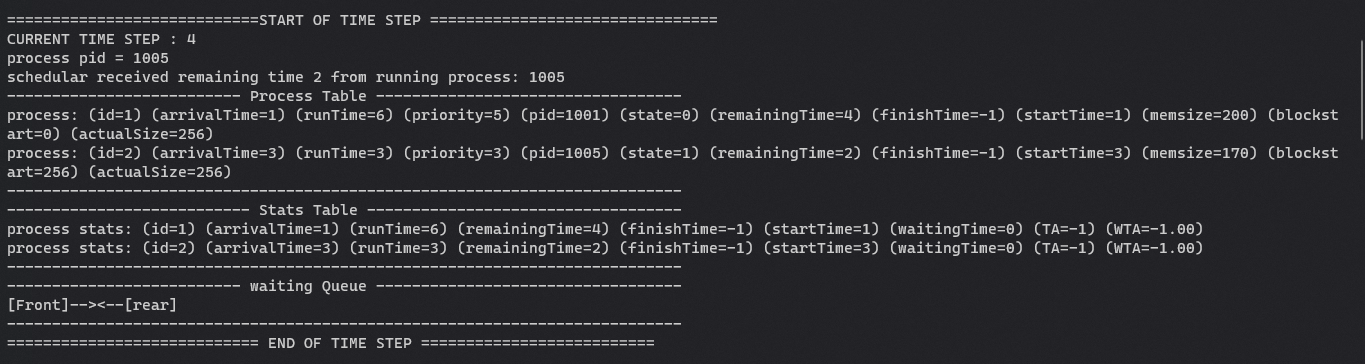 ============================START OF TIME STEP ================================
CURRENT TIME STEP : 4
process pid = 1005
schedular received remaining time 2 from running process: 1005
-------------------------- Process Table ----------------------------------
process: (id=1) (arrivalTime=1) (runTime=6) (priority=5) (pid=1001) (state=0) (remainingTime=4) (finishTime=-1) (startTime=1) (memsize=200) (blockst
art=0) (actualSize=256)
process: (id=2) (arrivalTime=3) (runTime=3) (priority=3) (pid=1005) (state=1) (remainingTime=2) (finishTime=-1) (startTime=3) (memsize=170) (blockst
art=256) (actualSize=256)
---------------------------------------------------------------------------
--------------------------- Stats Table -----------------------------------
process stats: (id=1) (arrivalTime=1) (runTime=6) (remainingTime=4) (finishTime=-1) (startTime=1) (waitingTime=0) (TA=-1) (WTA=-1.00)
process stats: (id=2) (arrivalTime=3) (runTime=3) (remainingTime=2) (finishTime=-1) (startTime=3) (waitingTime=0) (TA=-1) (WTA=-1.00)
---------------------------------------------------------------------------
-------------------------- waiting Queue ----------------------------------
[Front]--><--[rear]
---------------------------------------------------------------------------
============================ END OF TIME STEP ==========================